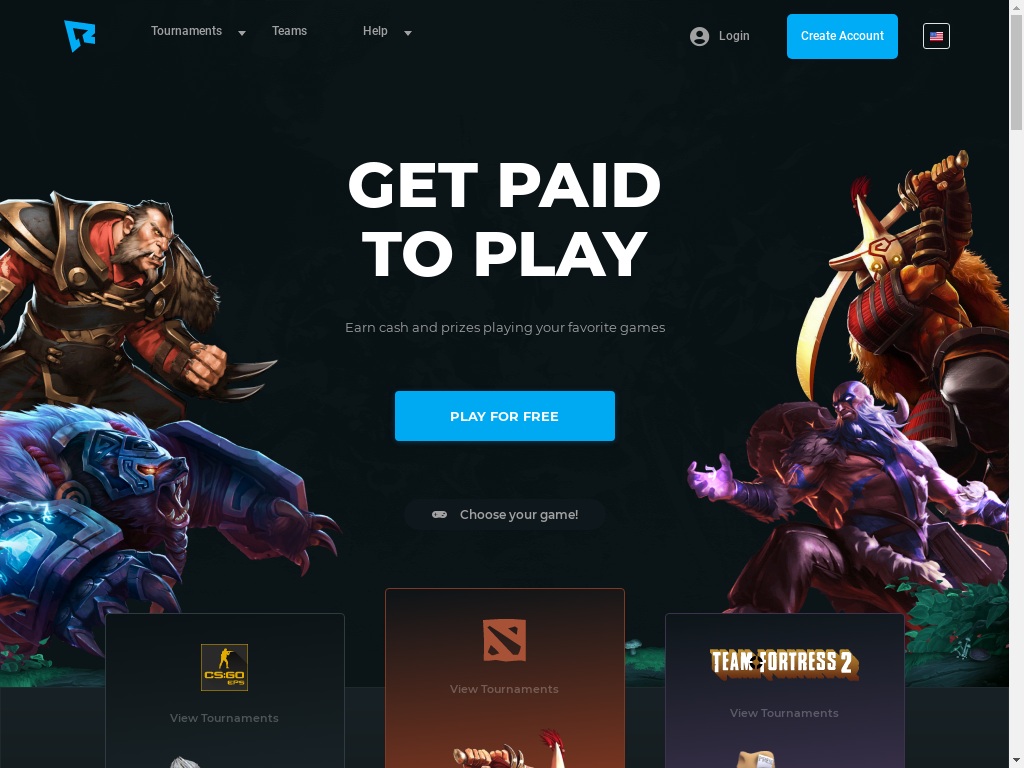 Tournaments
Teams
Help
Login
Create Account
GET PAID
TO PLAY
Earn cash and prizes playing your favorite games
PLAY FOR FREE
Choose your game!
CS:GO
EPS
View Tournaments
View Tournaments
TEAM FORTRESS 2
View Tournaments